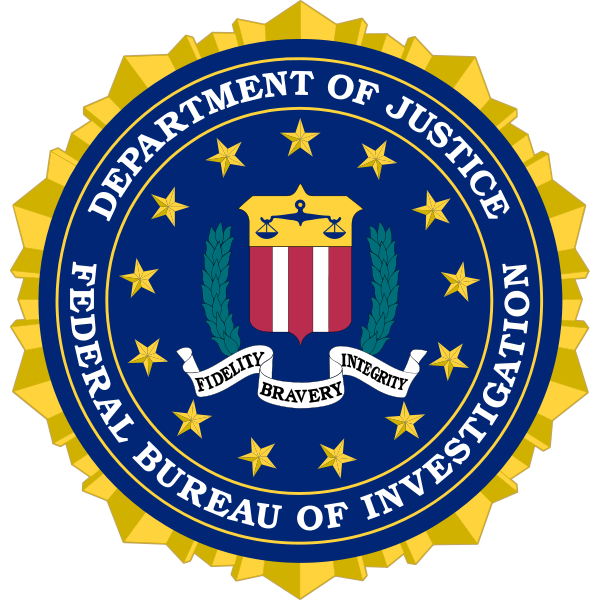 DEPARTMENT OF JUSTICE
FIDELITY
BRAVERY
INTEGRITY
FEDERAL BUREAU OF INVESTIGATION